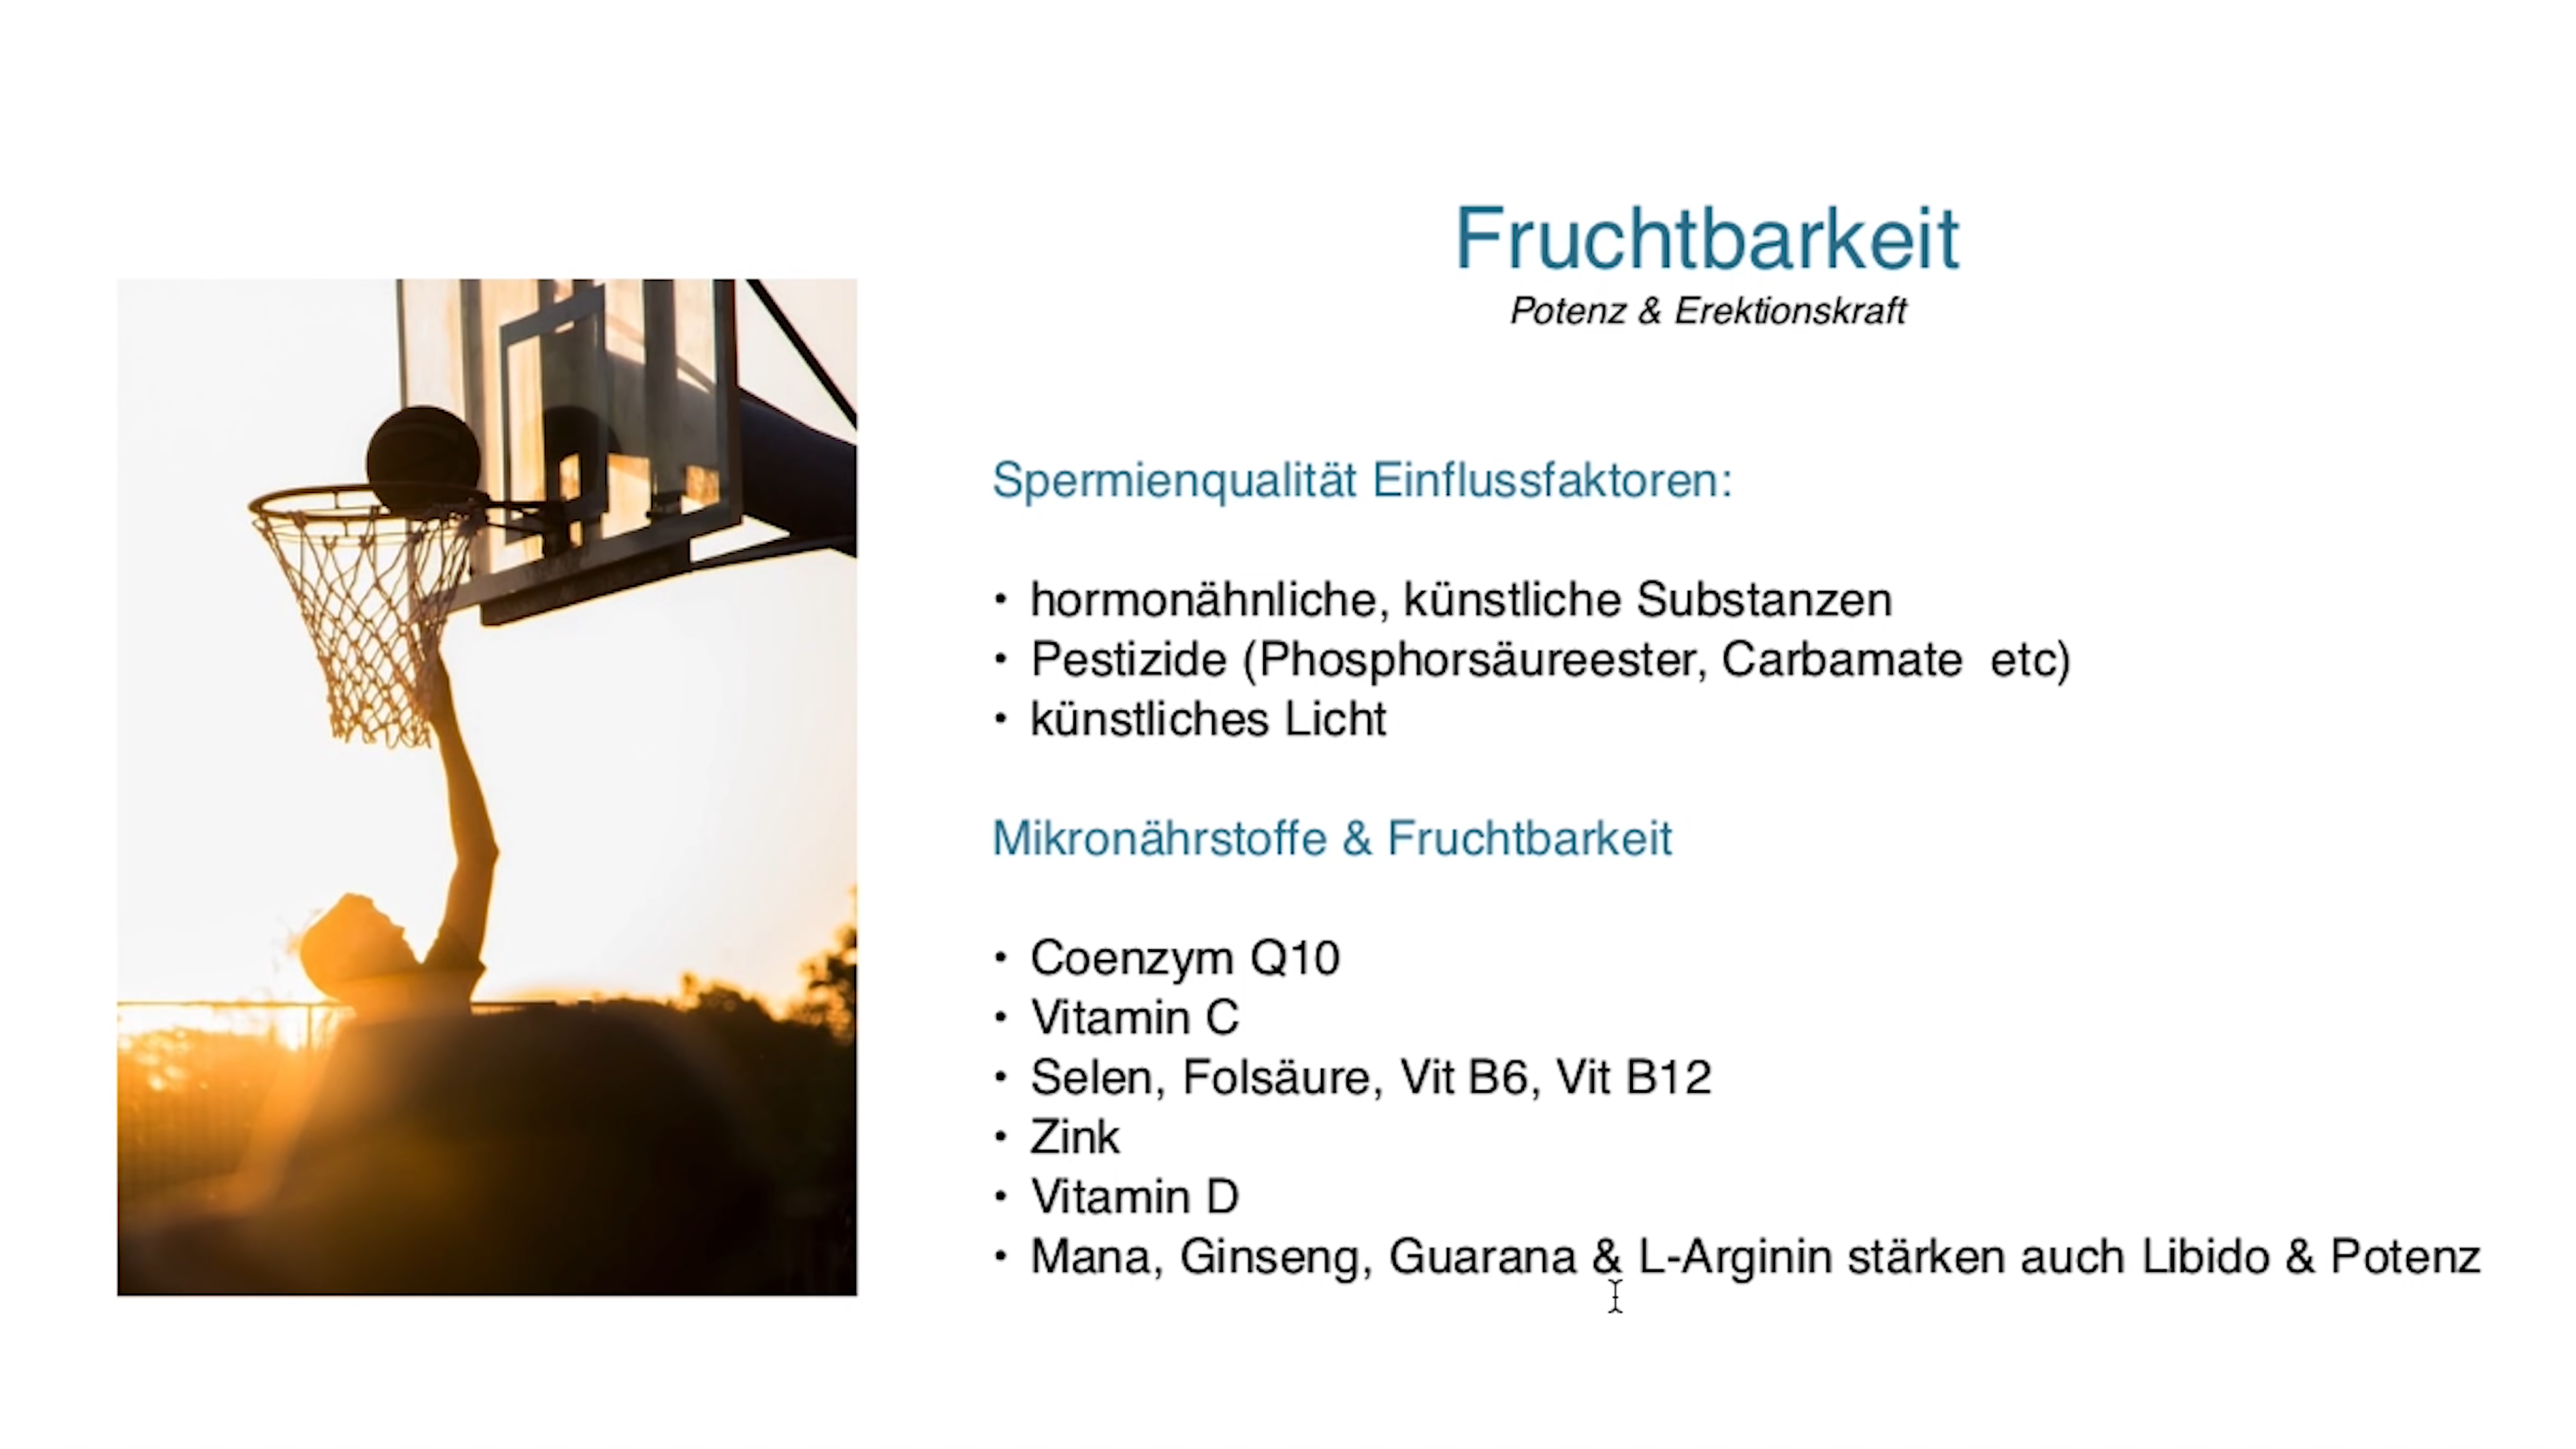 Fruchtbarkeit
Potenz & Erektionskraft
Spermienqualität Einflussfaktoren:
• hormonähnliche, künstliche Substanzen
• Pestizide (Phosphorsäureester, Carbamate  etc)
• künstliches Licht
Mikronährstoffe & Fruchtbarkeit
• Coenzym Q10
• Vitamin C
• Selen, Folsäure, Vit B6, Vit B12
• Zink
• Vitamin D
• Mana, Ginseng, Guarana & L-Arginin stärken auch Libido & Potenz